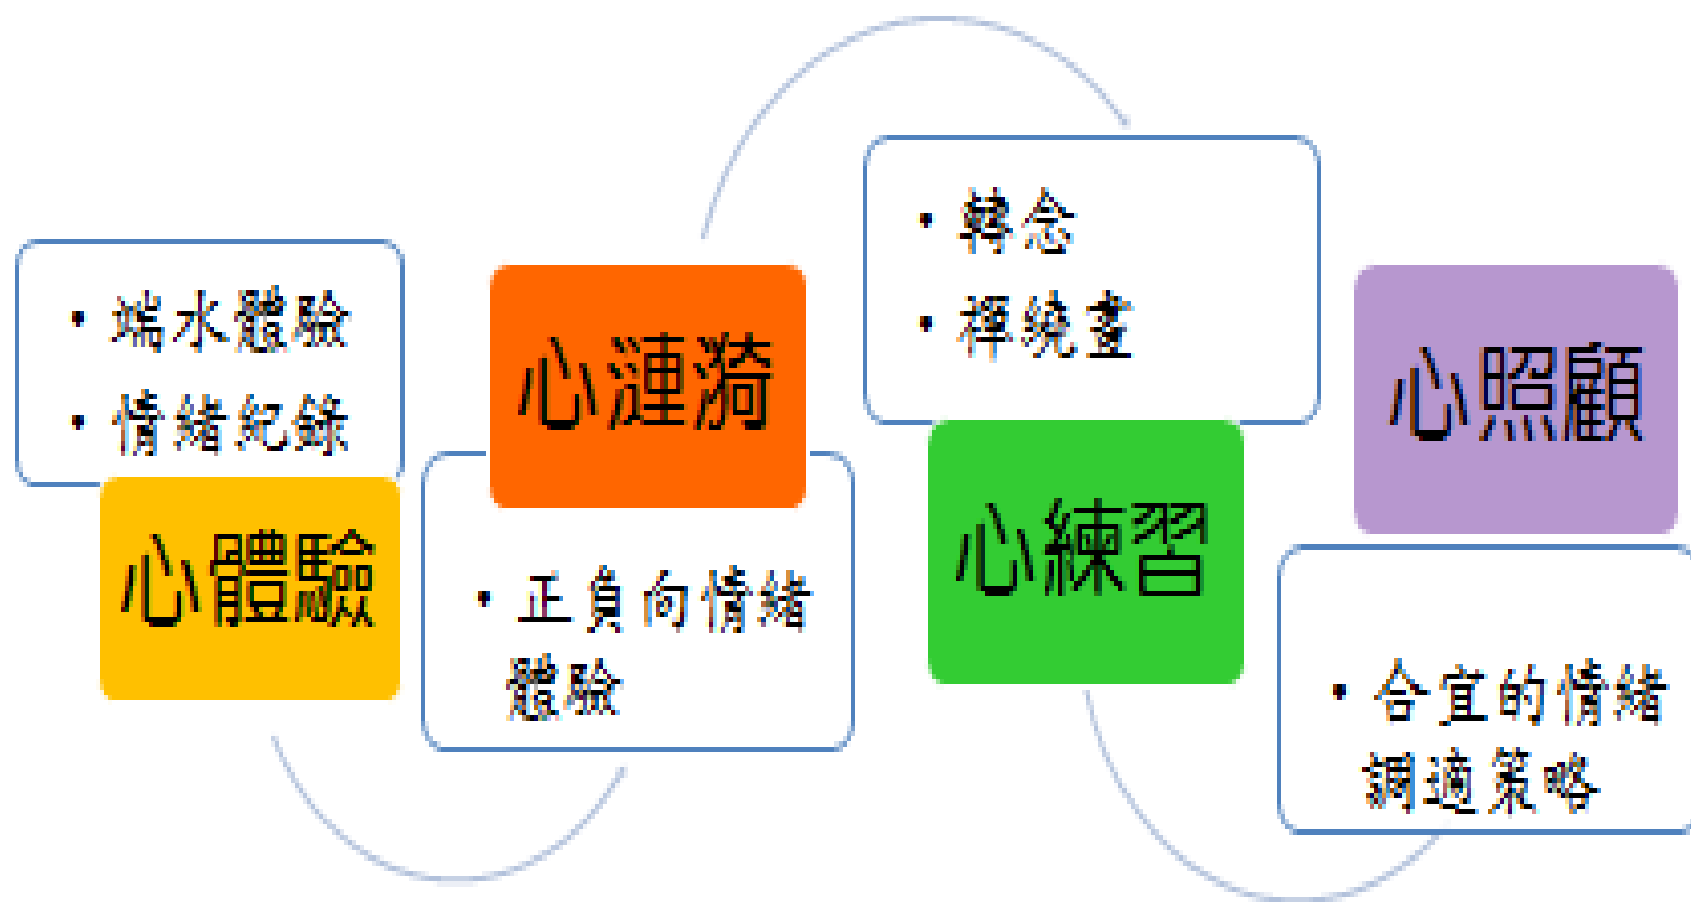 • 端水體驗
• 情緒紀錄
心體驗
心漣漪
• 正負向情緒
體驗
• 轉念
• 禪繞畫
心練習
心照顧
• 合宜的情緒
調適策略